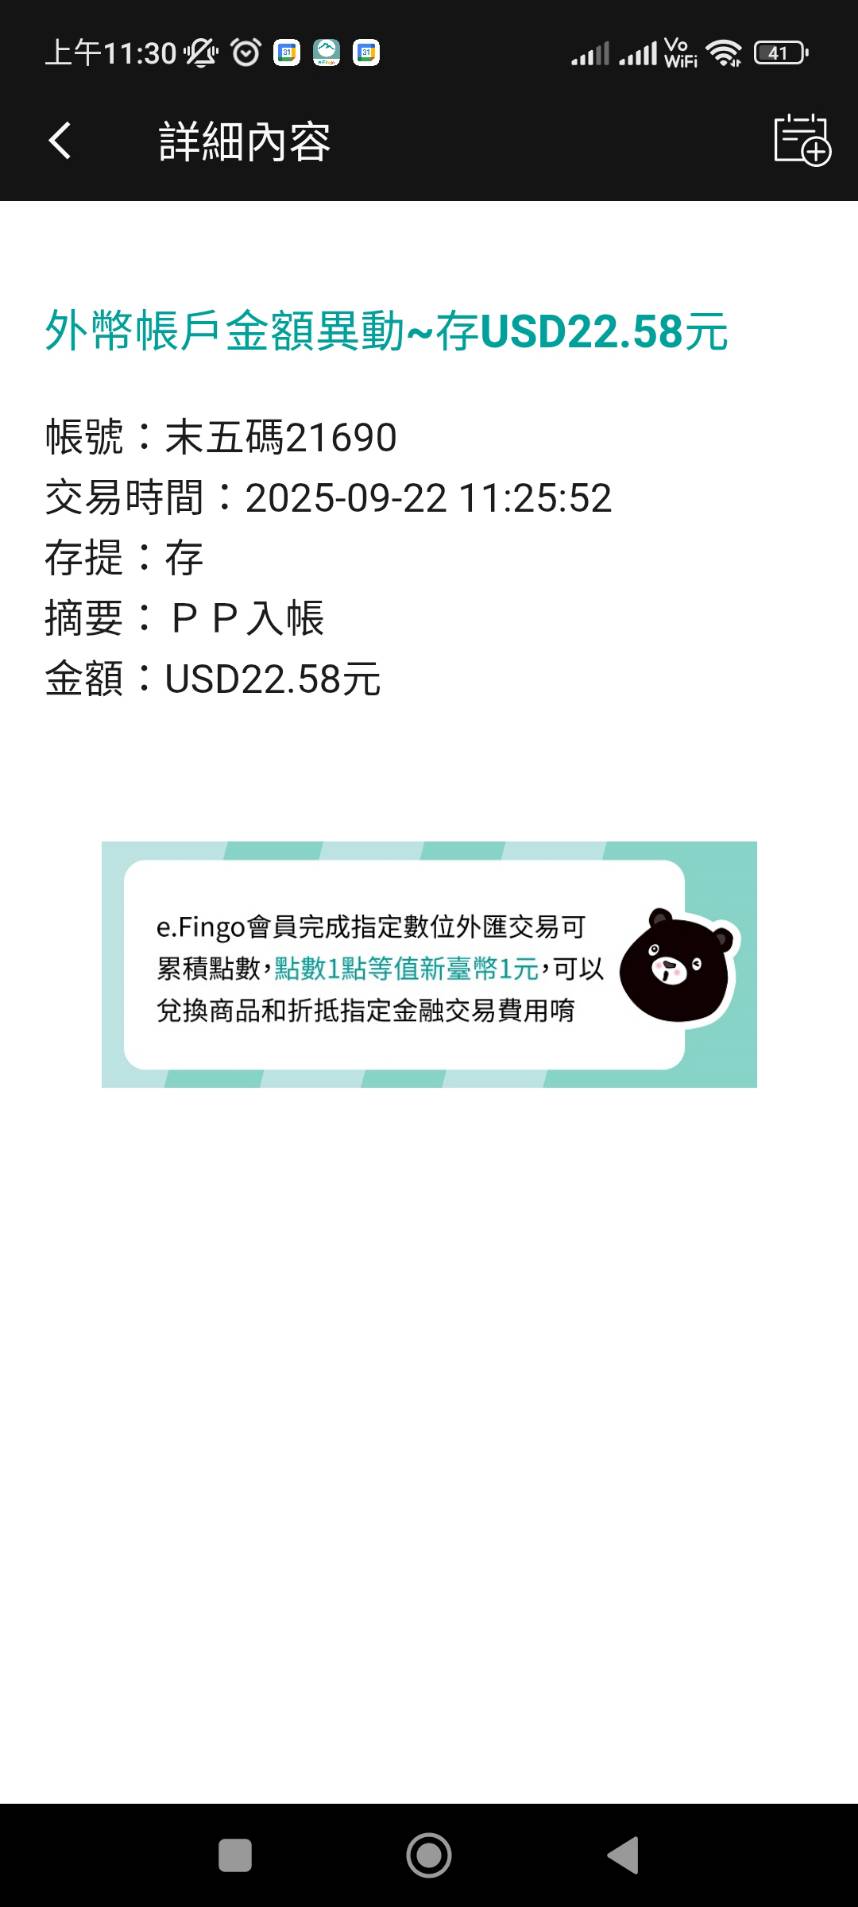 上午11:30
31
31
Vo
WiFi
41
詳細內容
外幣帳戶金額異動~存USD22.58元
帳號：末五碼21690
交易時間：2025-09-22 11:25:52
存提：存
摘要：ＰＰ入帳
金額：USD22.58元
e.Fingo會員完成指定數位外匯交易可
累積點數，點數1點等值新臺幣1元，可以
兌換商品和折抵指定金融交易費用唷